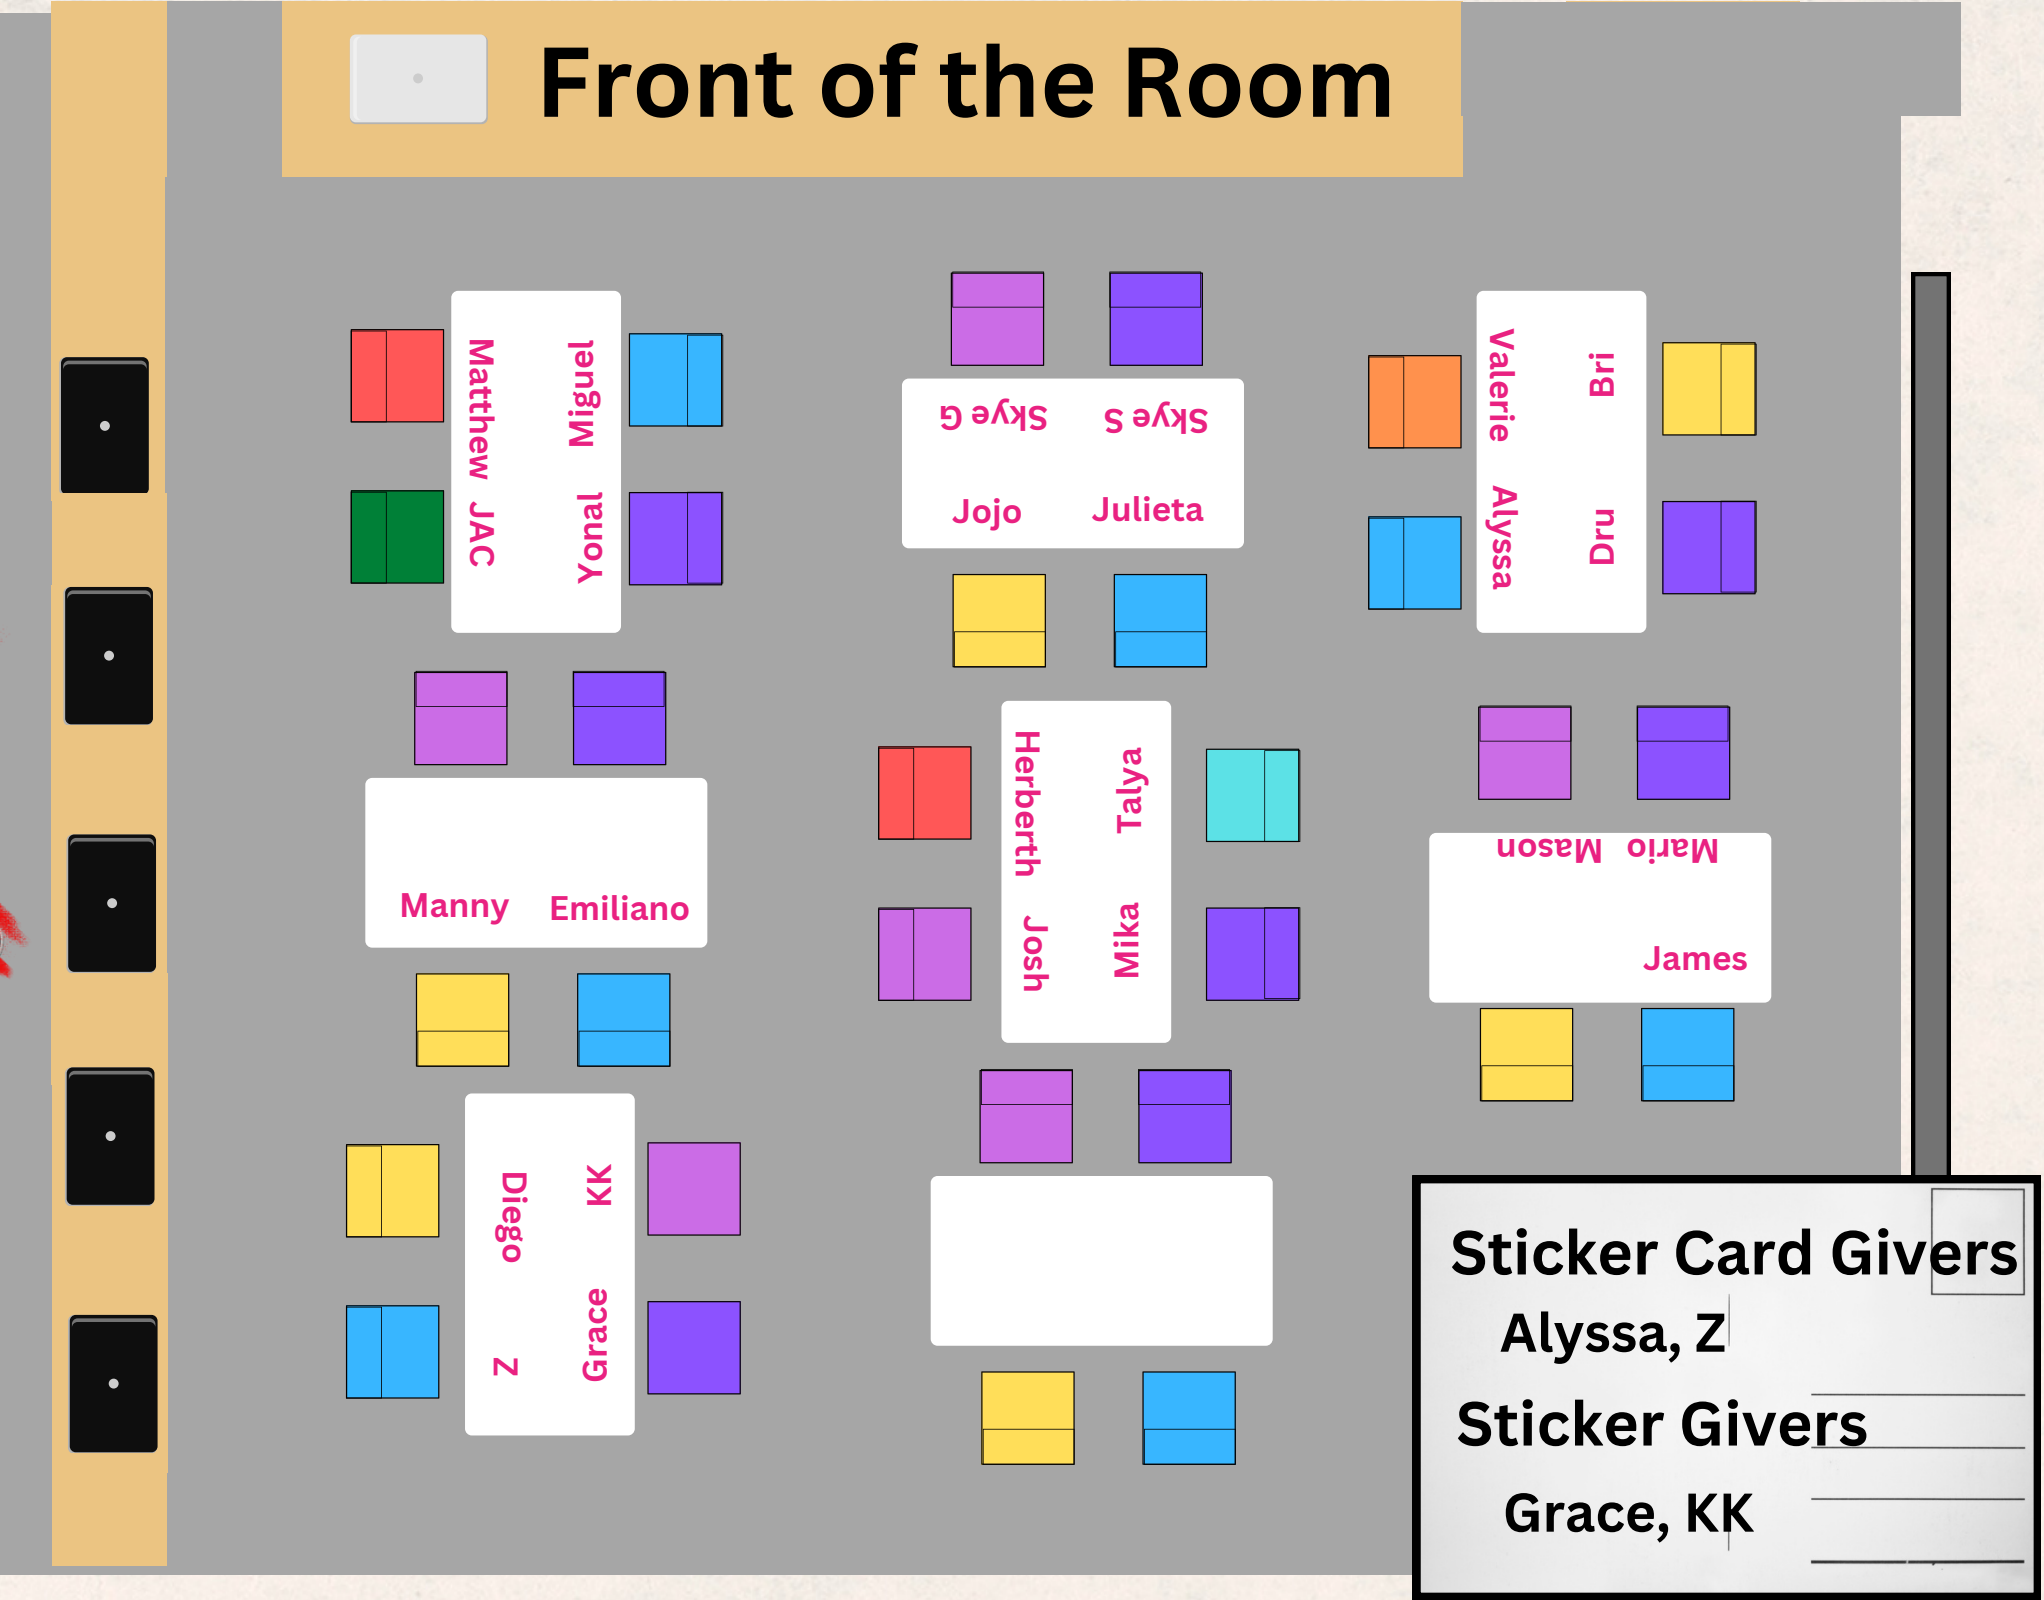 Front of the Room
Matthew
Miguel
JAC
Yonal
Skye G
Skye S
Jojo
Julieta
Valerie
Bri
Alyssa
Dru
Manny
Emiliano
Herberth
Talya
Josh
Mika
Mason
Mario
James
Diego
KK
Z
Grace
Sticker Card Givers
Alyssa, Z
Sticker Givers
Grace, KK